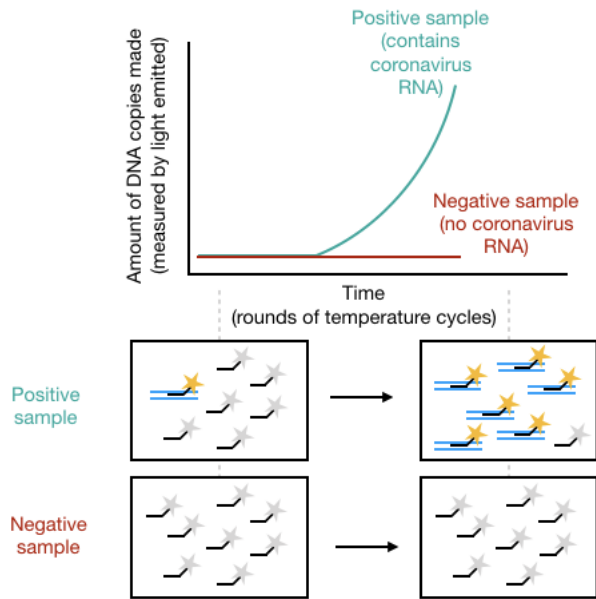 Positive sample
(contains
coronavirus
RNA)
Amount of DNA copies made
(measured by light emitted)
Negative sample
(no coronavirus
RNA)
Time
(rounds of temperature cycles)
Positive
sample
Negative
sample